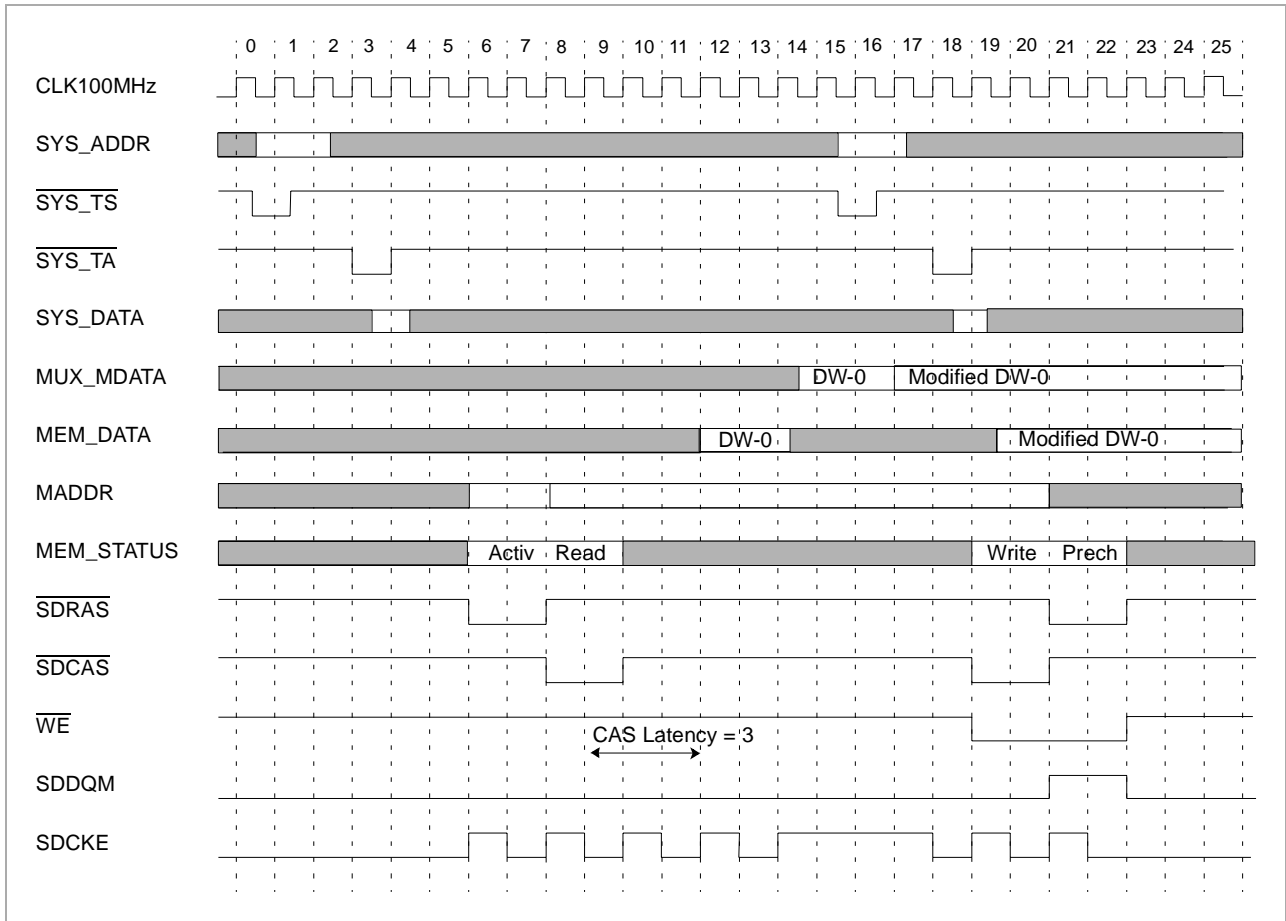 0 1 2 3 4 5 6 7 8 9 10 11 12 13 14 15 16 17 18 19 20 21 22 23 24 25
CLK100MHz
SYS_ADDR
SYS_TS
SYS_TA
SYS_DATA
MUX_MDATA DW-0 Modified DW-0
MEM_DATA DW-0 Modified DW-0
MADDR
MEM_STATUS Activ Read Write Prech
SDRAS
SDCAS
WE
CAS Latency = 3
SDDQM
SDCKE